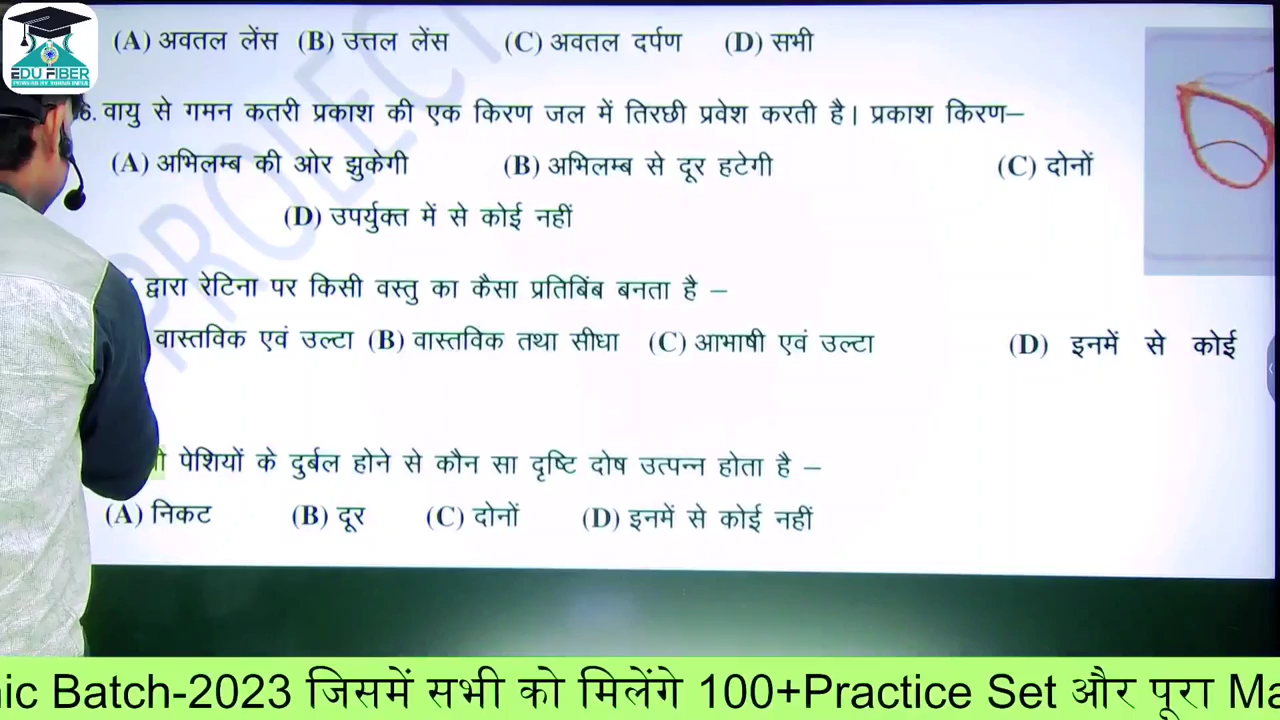 (A) अवतल लेंस (B) उत्तल लेंस (C) अवतल दर्पण (D) सभी
EDU FIBER
6. वायु से गमन कतरी प्रकाश की एक किरण जल में तिरछी प्रवेश करती है। प्रकाश किरण–
(A) अभिलम्ब की ओर झुकेगी (B) अभिलम्ब से दूर हटेगी (C) दोनों
(D) उपर्युक्त में से कोई नहीं
द्वारा रेटिना पर किसी वस्तु का कैसा प्रतिबिंब बनता है –
वास्तविक एवं उल्टा (B) वास्तविक तथा सीधा (C) आभाषी एवं उल्टा (D) इनमें से कोई
पेशियों के दुर्बल होने से कौन सा दृष्टि दोष उत्पन्न होता है –
(A) निकट (B) दूर (C) दोनों (D) इनमें से कोई नहीं
Batch-2023 जिसमें सभी को मिलेंगे 100+Practice Set और पूरा